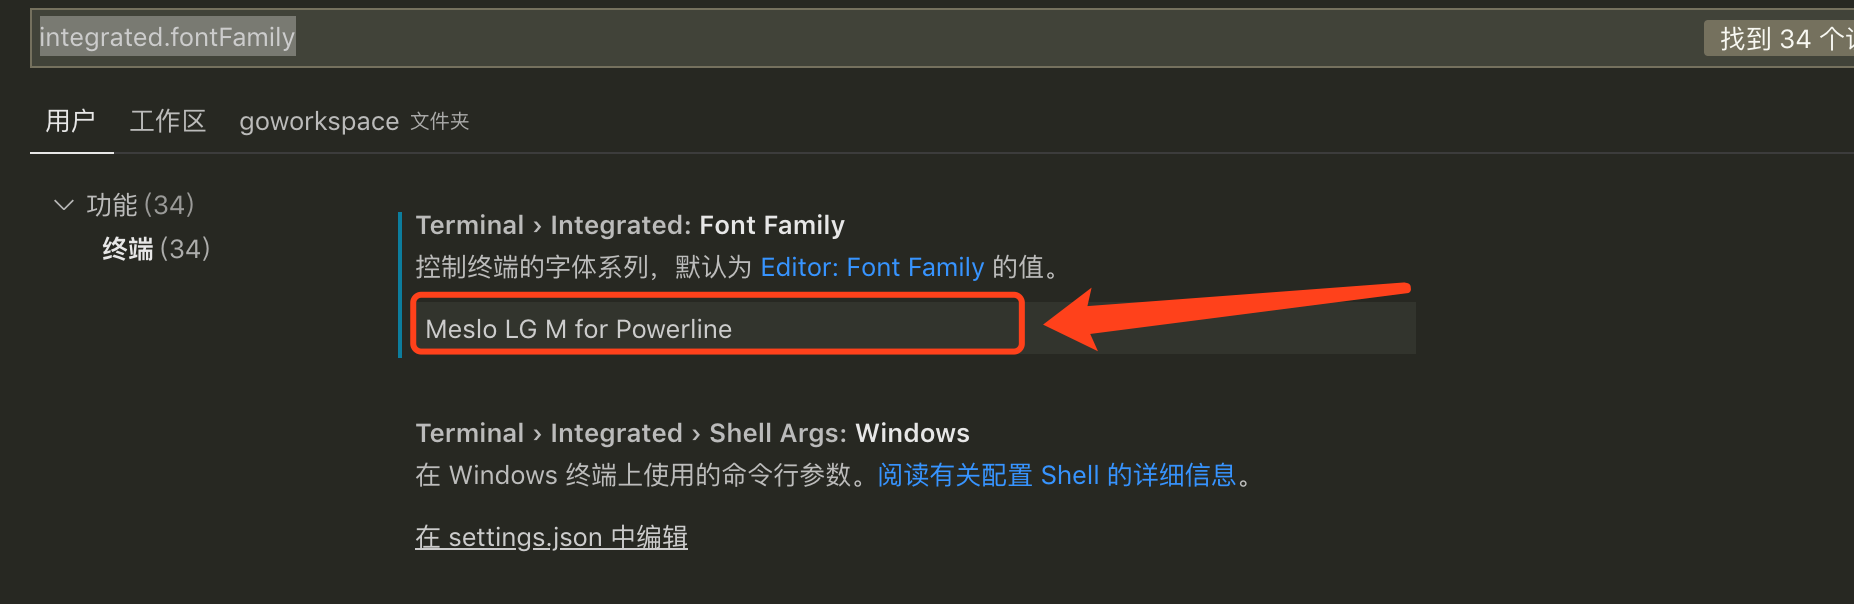 integrated.fontFamily
找到 34 个
用户 工作区 goworkspace 文件夹
功能 (34)
终端 (34)
Terminal › Integrated: Font Family
控制终端的字体系列，默认为 Editor: Font Family 的值。
Meslo LG M for Powerline
Terminal › Integrated › Shell Args: Windows
在 Windows 终端上使用的命令行参数。阅读有关配置 Shell 的详细信息。
在 settings.json 中编辑